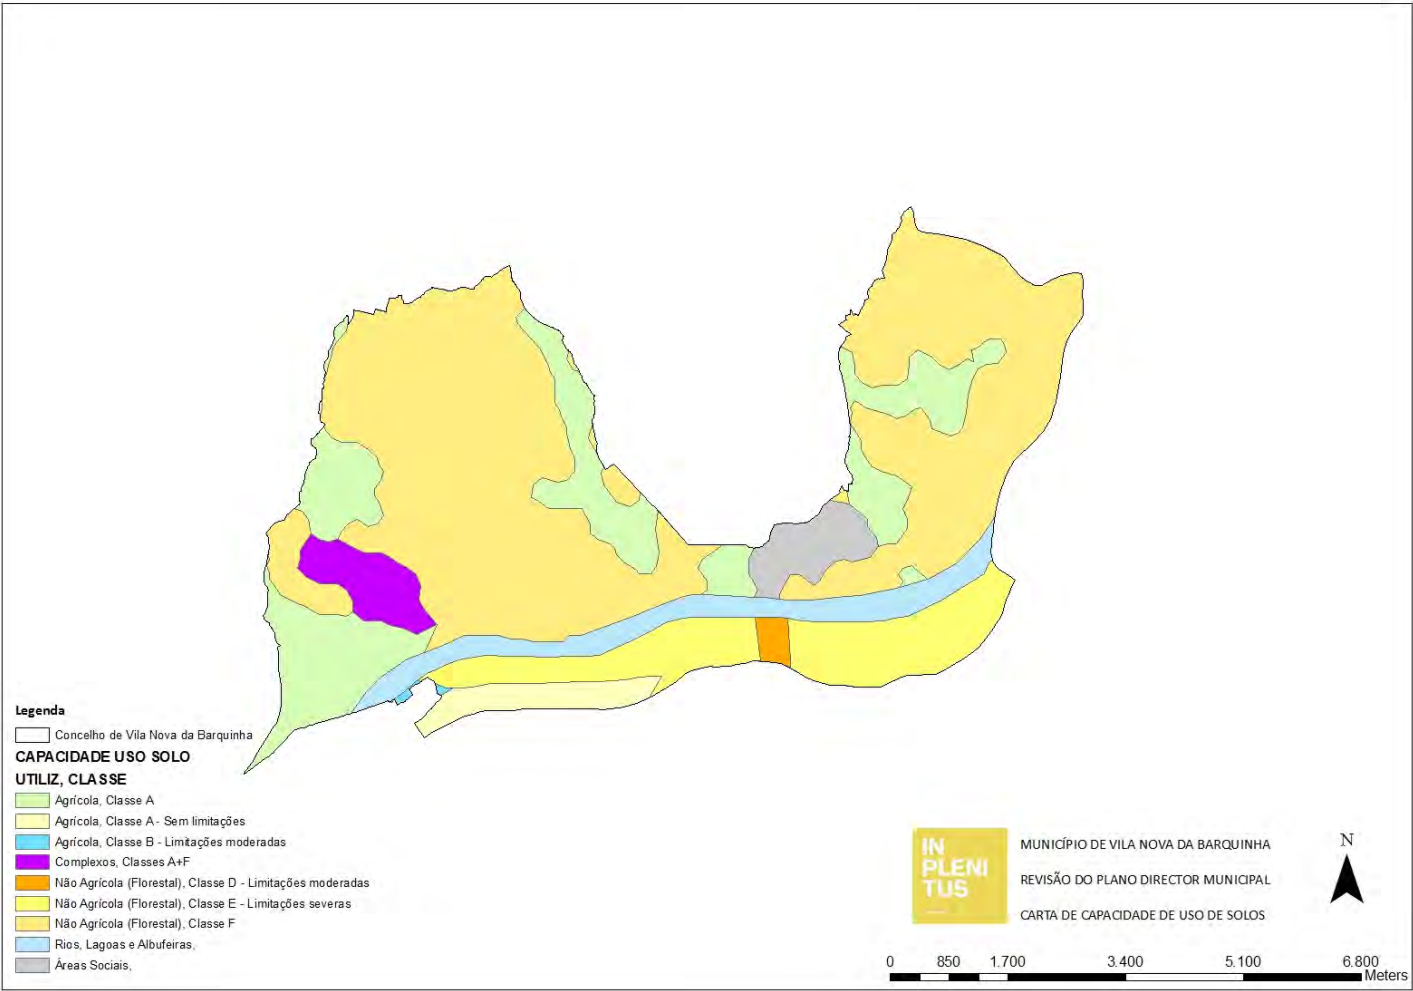 Legenda
Concelho de Vila Nova da Barquinha
CAPACIDADE USO SOLO
UTILIZ, CLASSE
Agrícola, Classe A
Agrícola, Classe A - Sem limitações
Agrícola, Classe B - Limitações moderadas
Complexos, Classes A+F
Não Agrícola (Florestal), Classe D - Limitações moderadas
Não Agrícola (Florestal), Classe E - Limitações severas
Não Agrícola (Florestal), Classe F
Rios, Lagoas e Albufeiras,
Áreas Sociais,
IN
PLENI
TUS
MUNICÍPIO DE VILA NOVA DA BARQUINHA
REVISÃO DO PLANO DIRECTOR MUNICIPAL
CARTA DE CAPACIDADE DE USO DE SOLOS
N
0 850 1.700 3.400 5.100 6.800
Meters